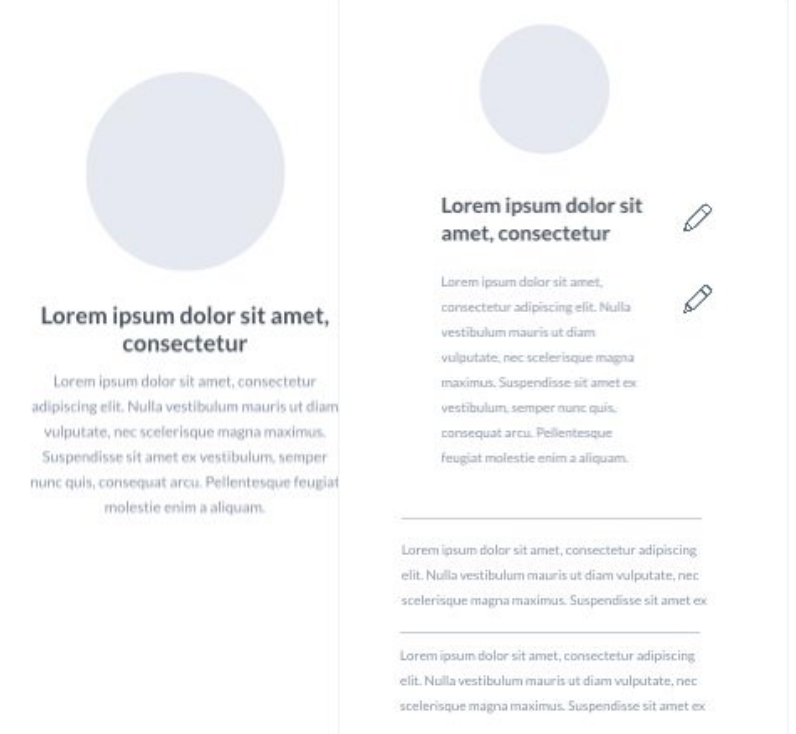 Lorem ipsum dolor sit amet,
consectetur
Lorem ipsum dolor sit amet, consectetur
adipiscing elit. Nulla vestibulum mauris ut diam
vulputate, nec scelerisque magna maximus.
Suspendisse sit amet ex vestibulum, semper
nunc quis, consequat arcu. Pellentesque feugiat
molestie enim a aliquam.
Lorem ipsum dolor sit
amet, consectetur
Lorem ipsum dolor sit amet,
consectetur adipiscing elit. Nulla
vestibulum mauris ut diam
vulputate, nec scelerisque magna
maximus. Suspendisse sit amet ex
vestibulum, semper nunc quis,
consequat arcu. Pellentesque
feugiat molestie enim a aliquam.
Lorem ipsum dolor sit amet, consectetur adipiscing
elit. Nulla vestibulum mauris ut diam vulputate, nec
scelerisque magna maximus. Suspendisse sit amet ex
Lorem ipsum dolor sit amet, consectetur adipiscing
elit. Nulla vestibulum mauris ut diam vulputate, nec
scelerisque magna maximus. Suspendisse sit amet ex